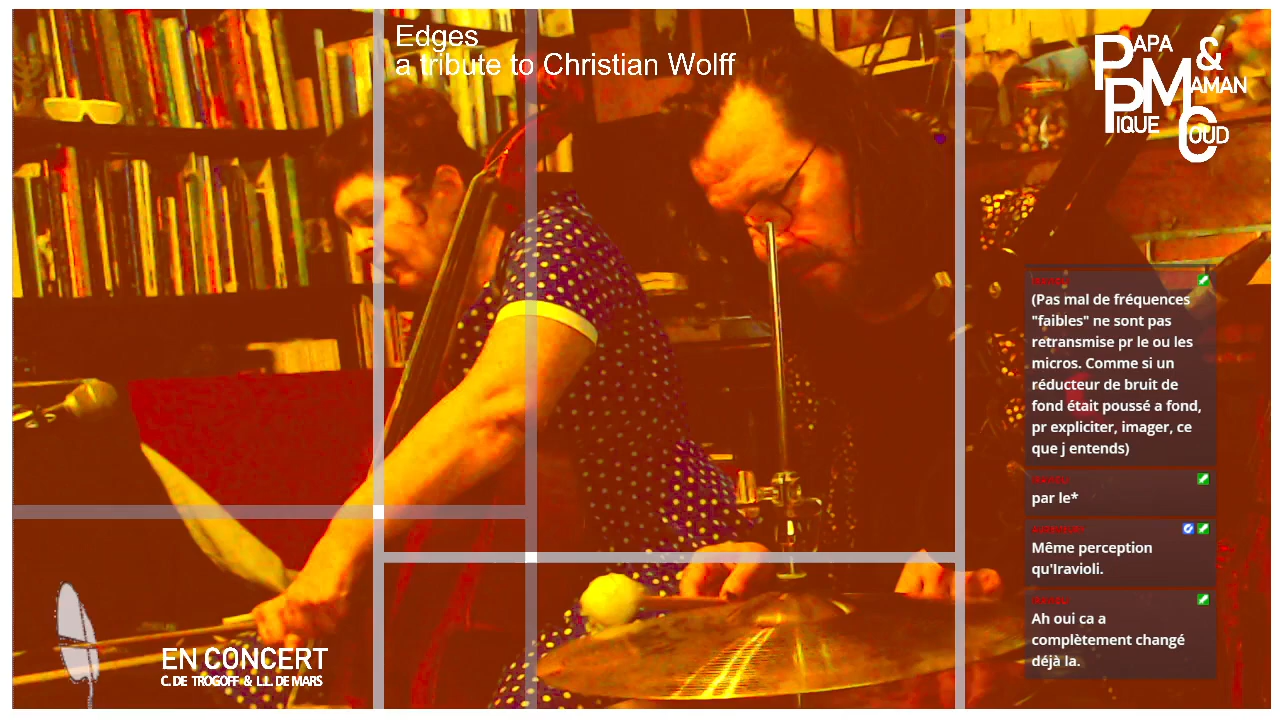 Edges
a tribute to Christian Wolff
PAPA &
PIQUE MAMAN
COUD
(Pas mal de fréquences
"faibles" ne sont pas
retransmise pr le ou les
micros. Comme si un
réducteur de bruit de
fond était poussé a fond,
pr expliciter, imager, ce
que j entends)
par le*
Même perception
qu'Iravioli.
Ah oui ca a
complètement changé
déjà la.
EN CONCERT
C. DE TROGOFF & L.L. DE MARS